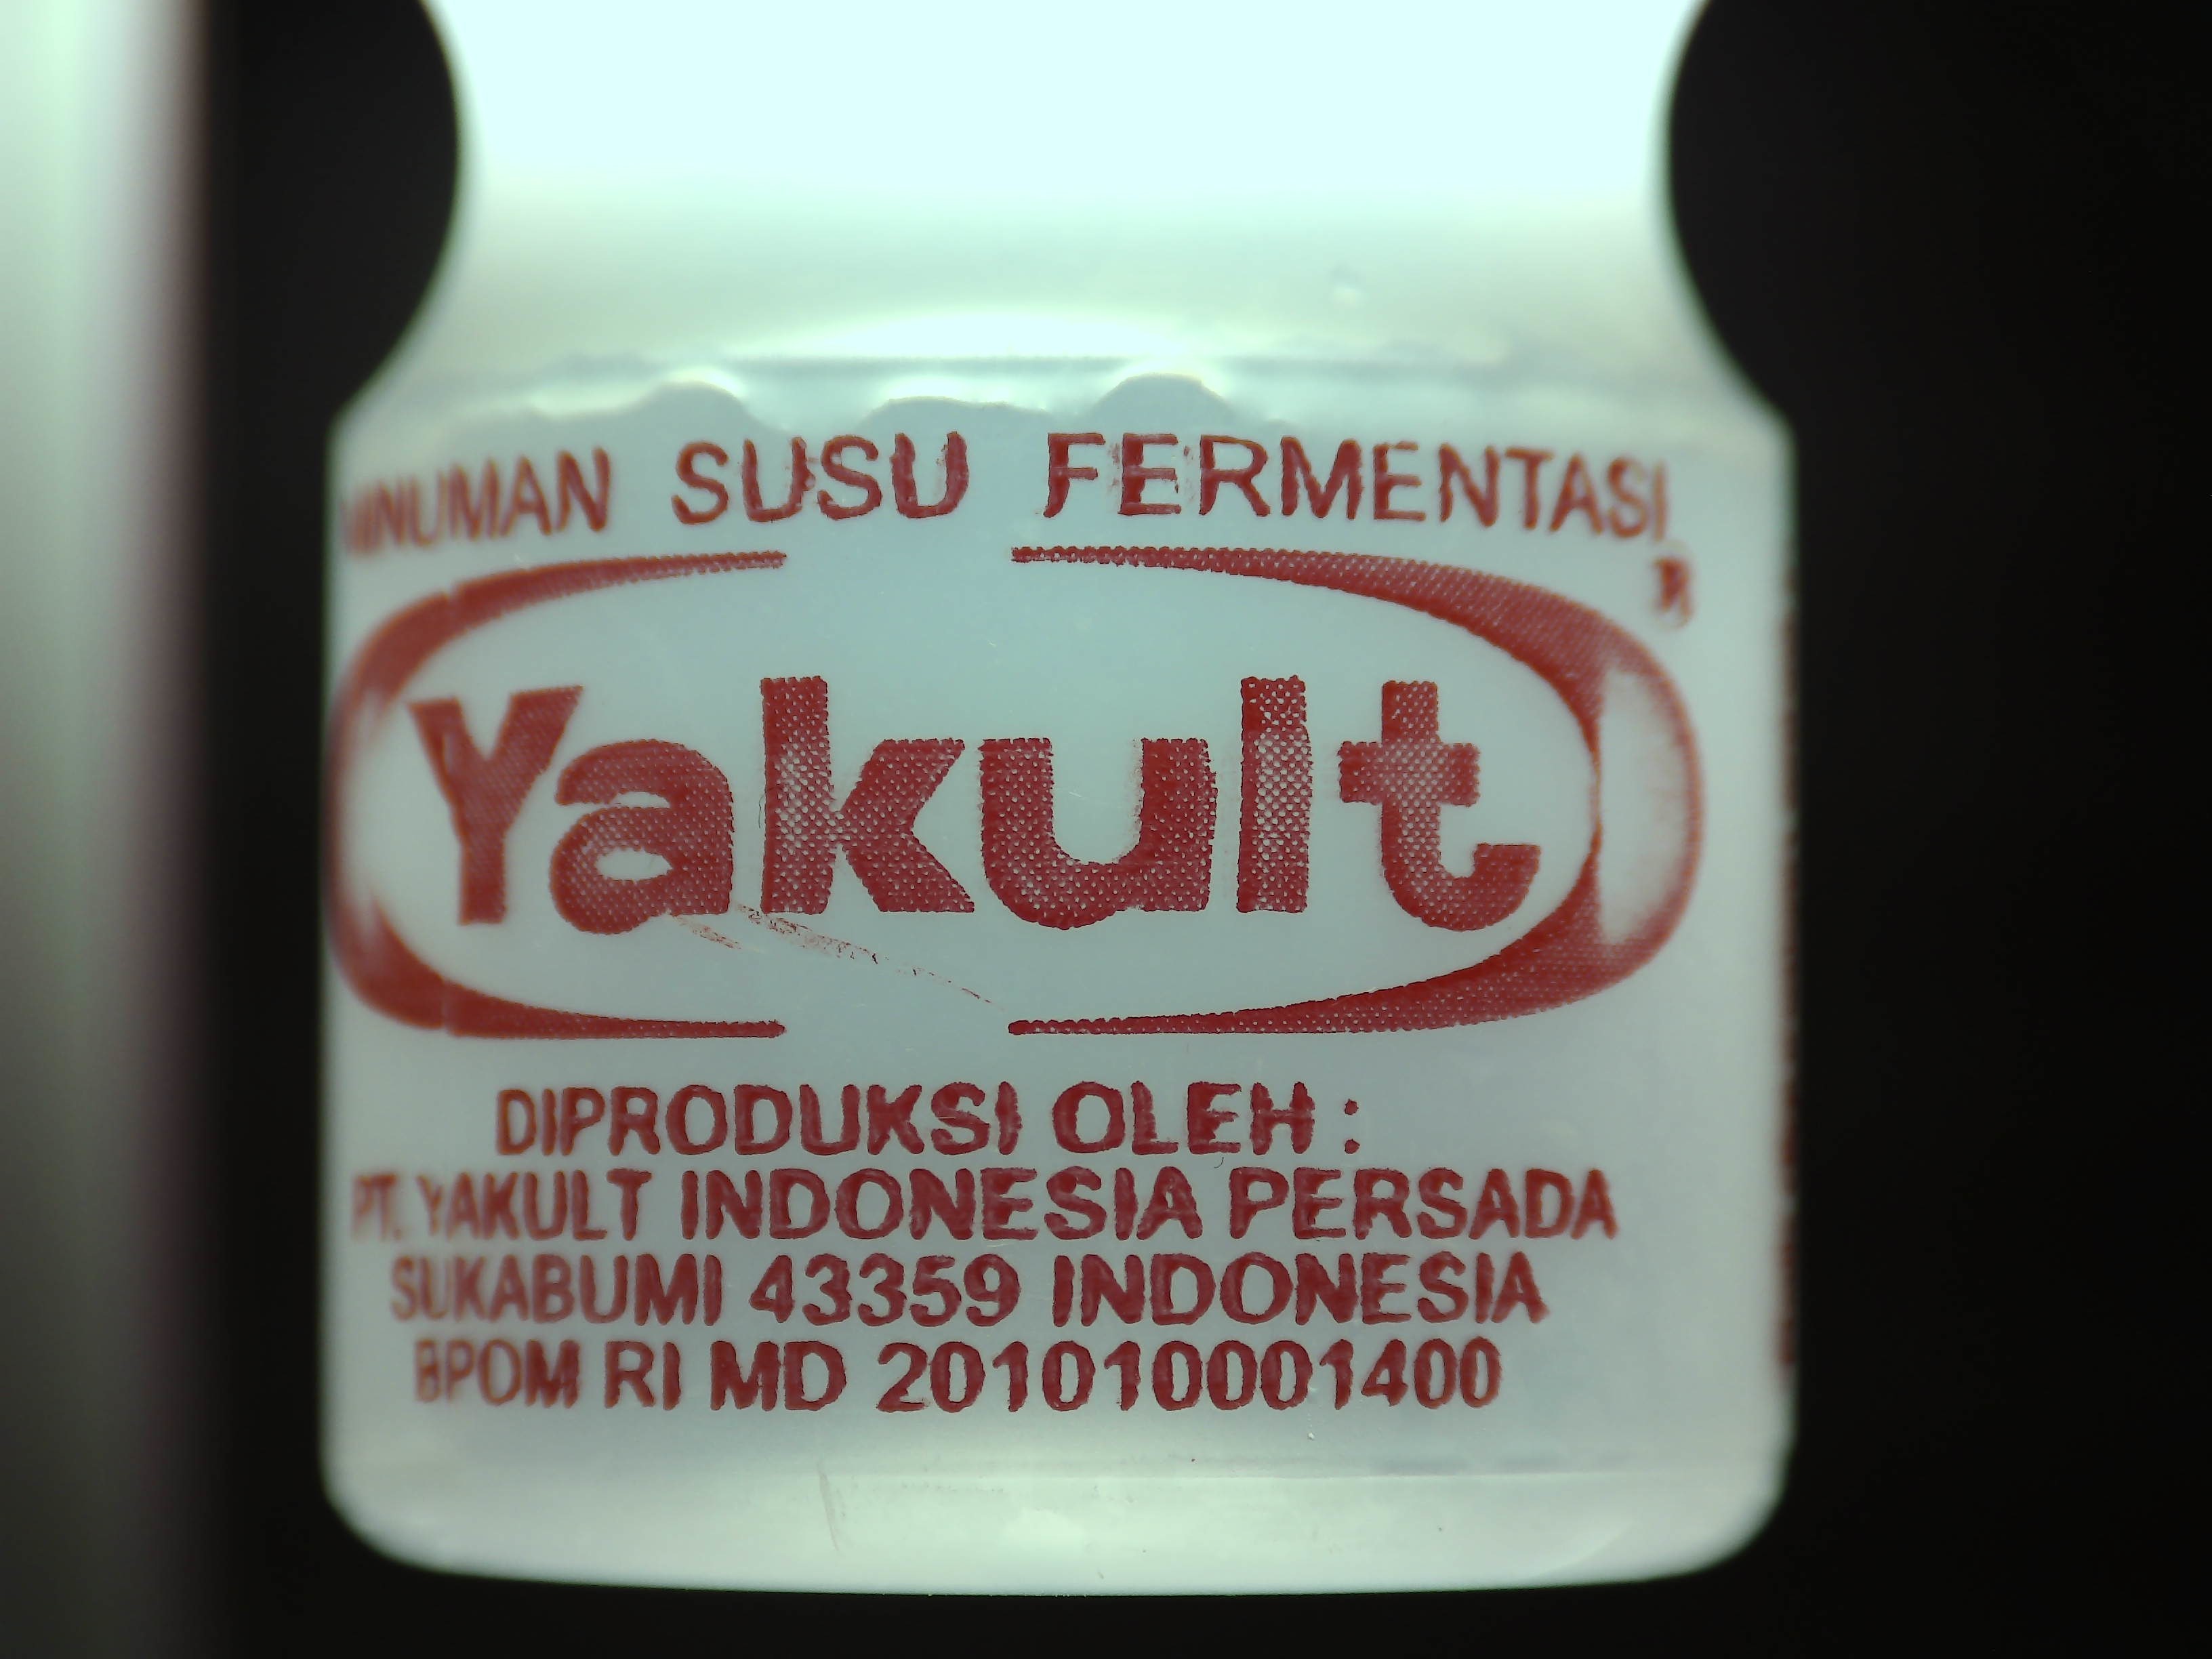 MINUMAN SUSU FERMENTASI
Yakult®
DIPRODUKSI OLEH :
PT. YAKULT INDONESIA PERSADA
SUKABUMI 43359 INDONESIA
BPOM RI MD 201010001400